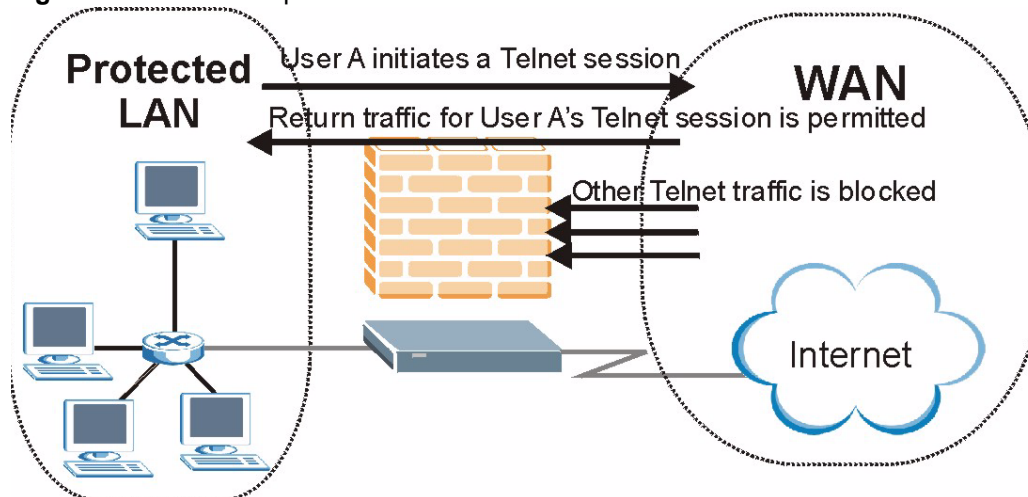 Protected
LAN
User A initiates a Telnet session
WAN
Return traffic for User A's Telnet session is permitted
Other Telnet traffic is blocked
Internet